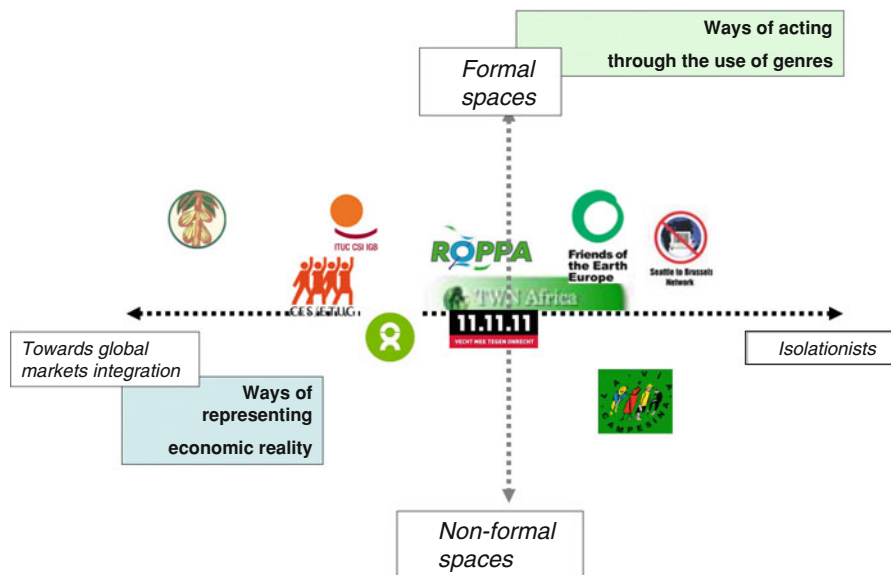 Ways of acting
through the use of genres
Formal
spaces
ITUC CSI IGB
ROPPA
Friends of
the Earth
Europe
Seattle to Brussels
Network
CES/ETUC
TWN Africa
11.11.11
VECHT MEE TEGEN ONRECHT
Towards global
markets integration
Isolationists
Ways of
representing
economic reality
VIA
CAMPESINA
Non-formal
spaces